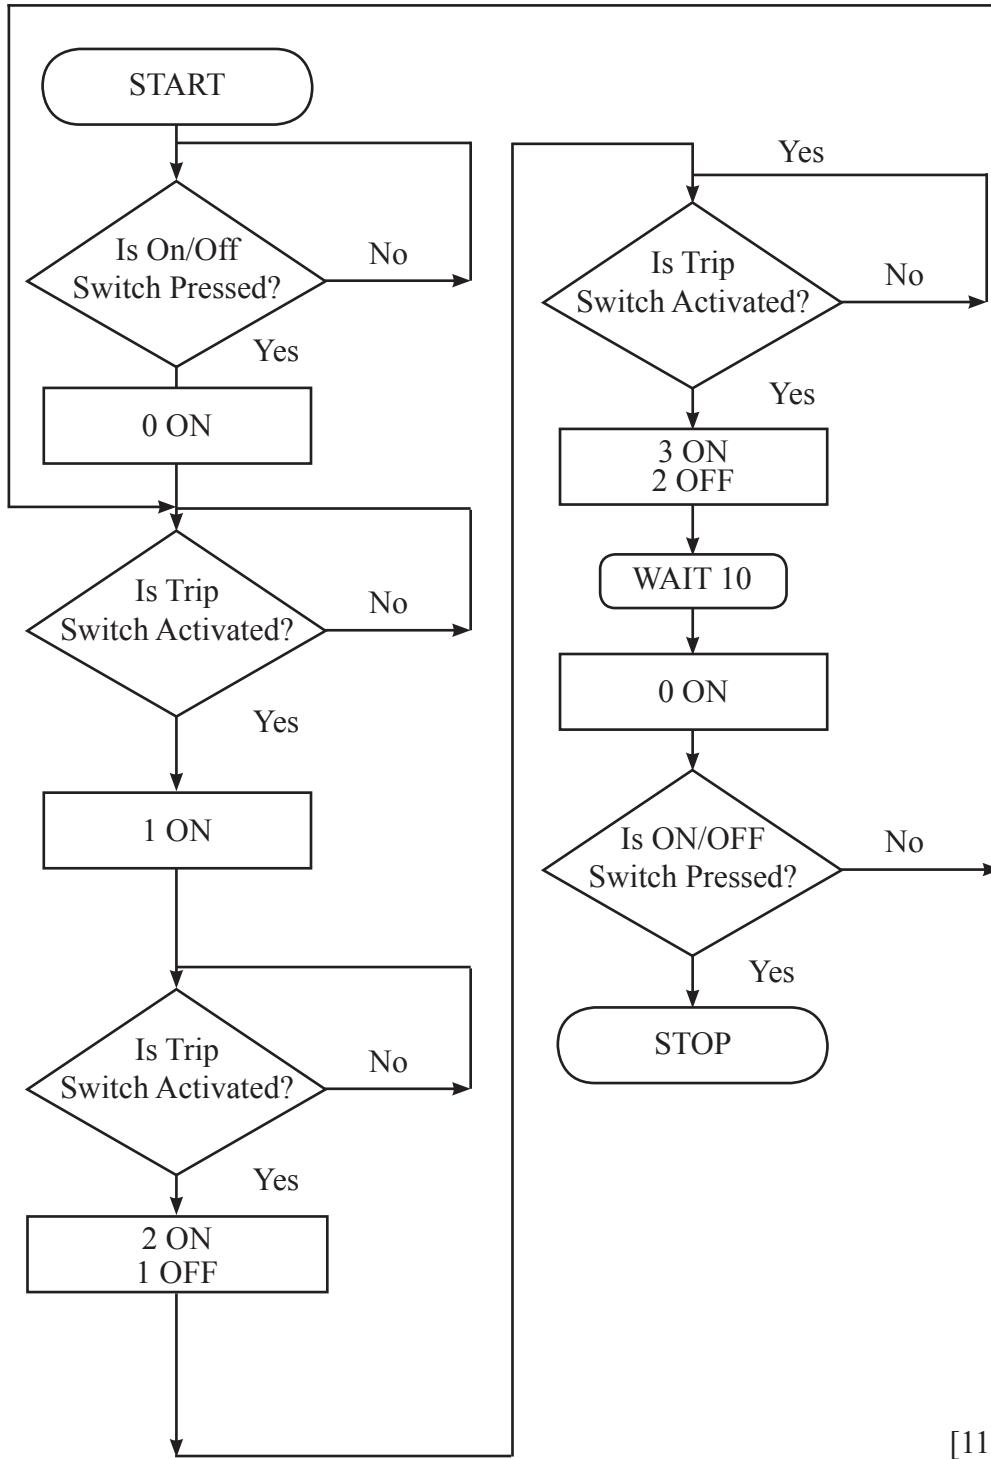 START
Is On/Off
Switch Pressed?
No
Yes
0 ON
Is Trip
Switch Activated?
No
Yes
1 ON
Is Trip
Switch Activated?
No
Yes
2 ON
1 OFF
Yes
Is Trip
Switch Activated?
No
Yes
3 ON
2 OFF
WAIT 10
0 ON
Is ON/OFF
Switch Pressed?
No
Yes
STOP
[11